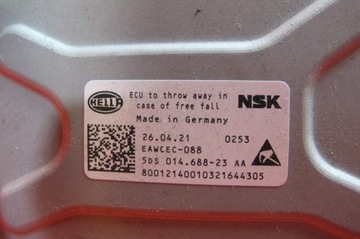 HELLA
ECU to throw away in
case of free fall
NSK
Made in Germany
26.04.21 0253
EAWCEC-088
5DS 014.688-23 AA
80012140010321644305